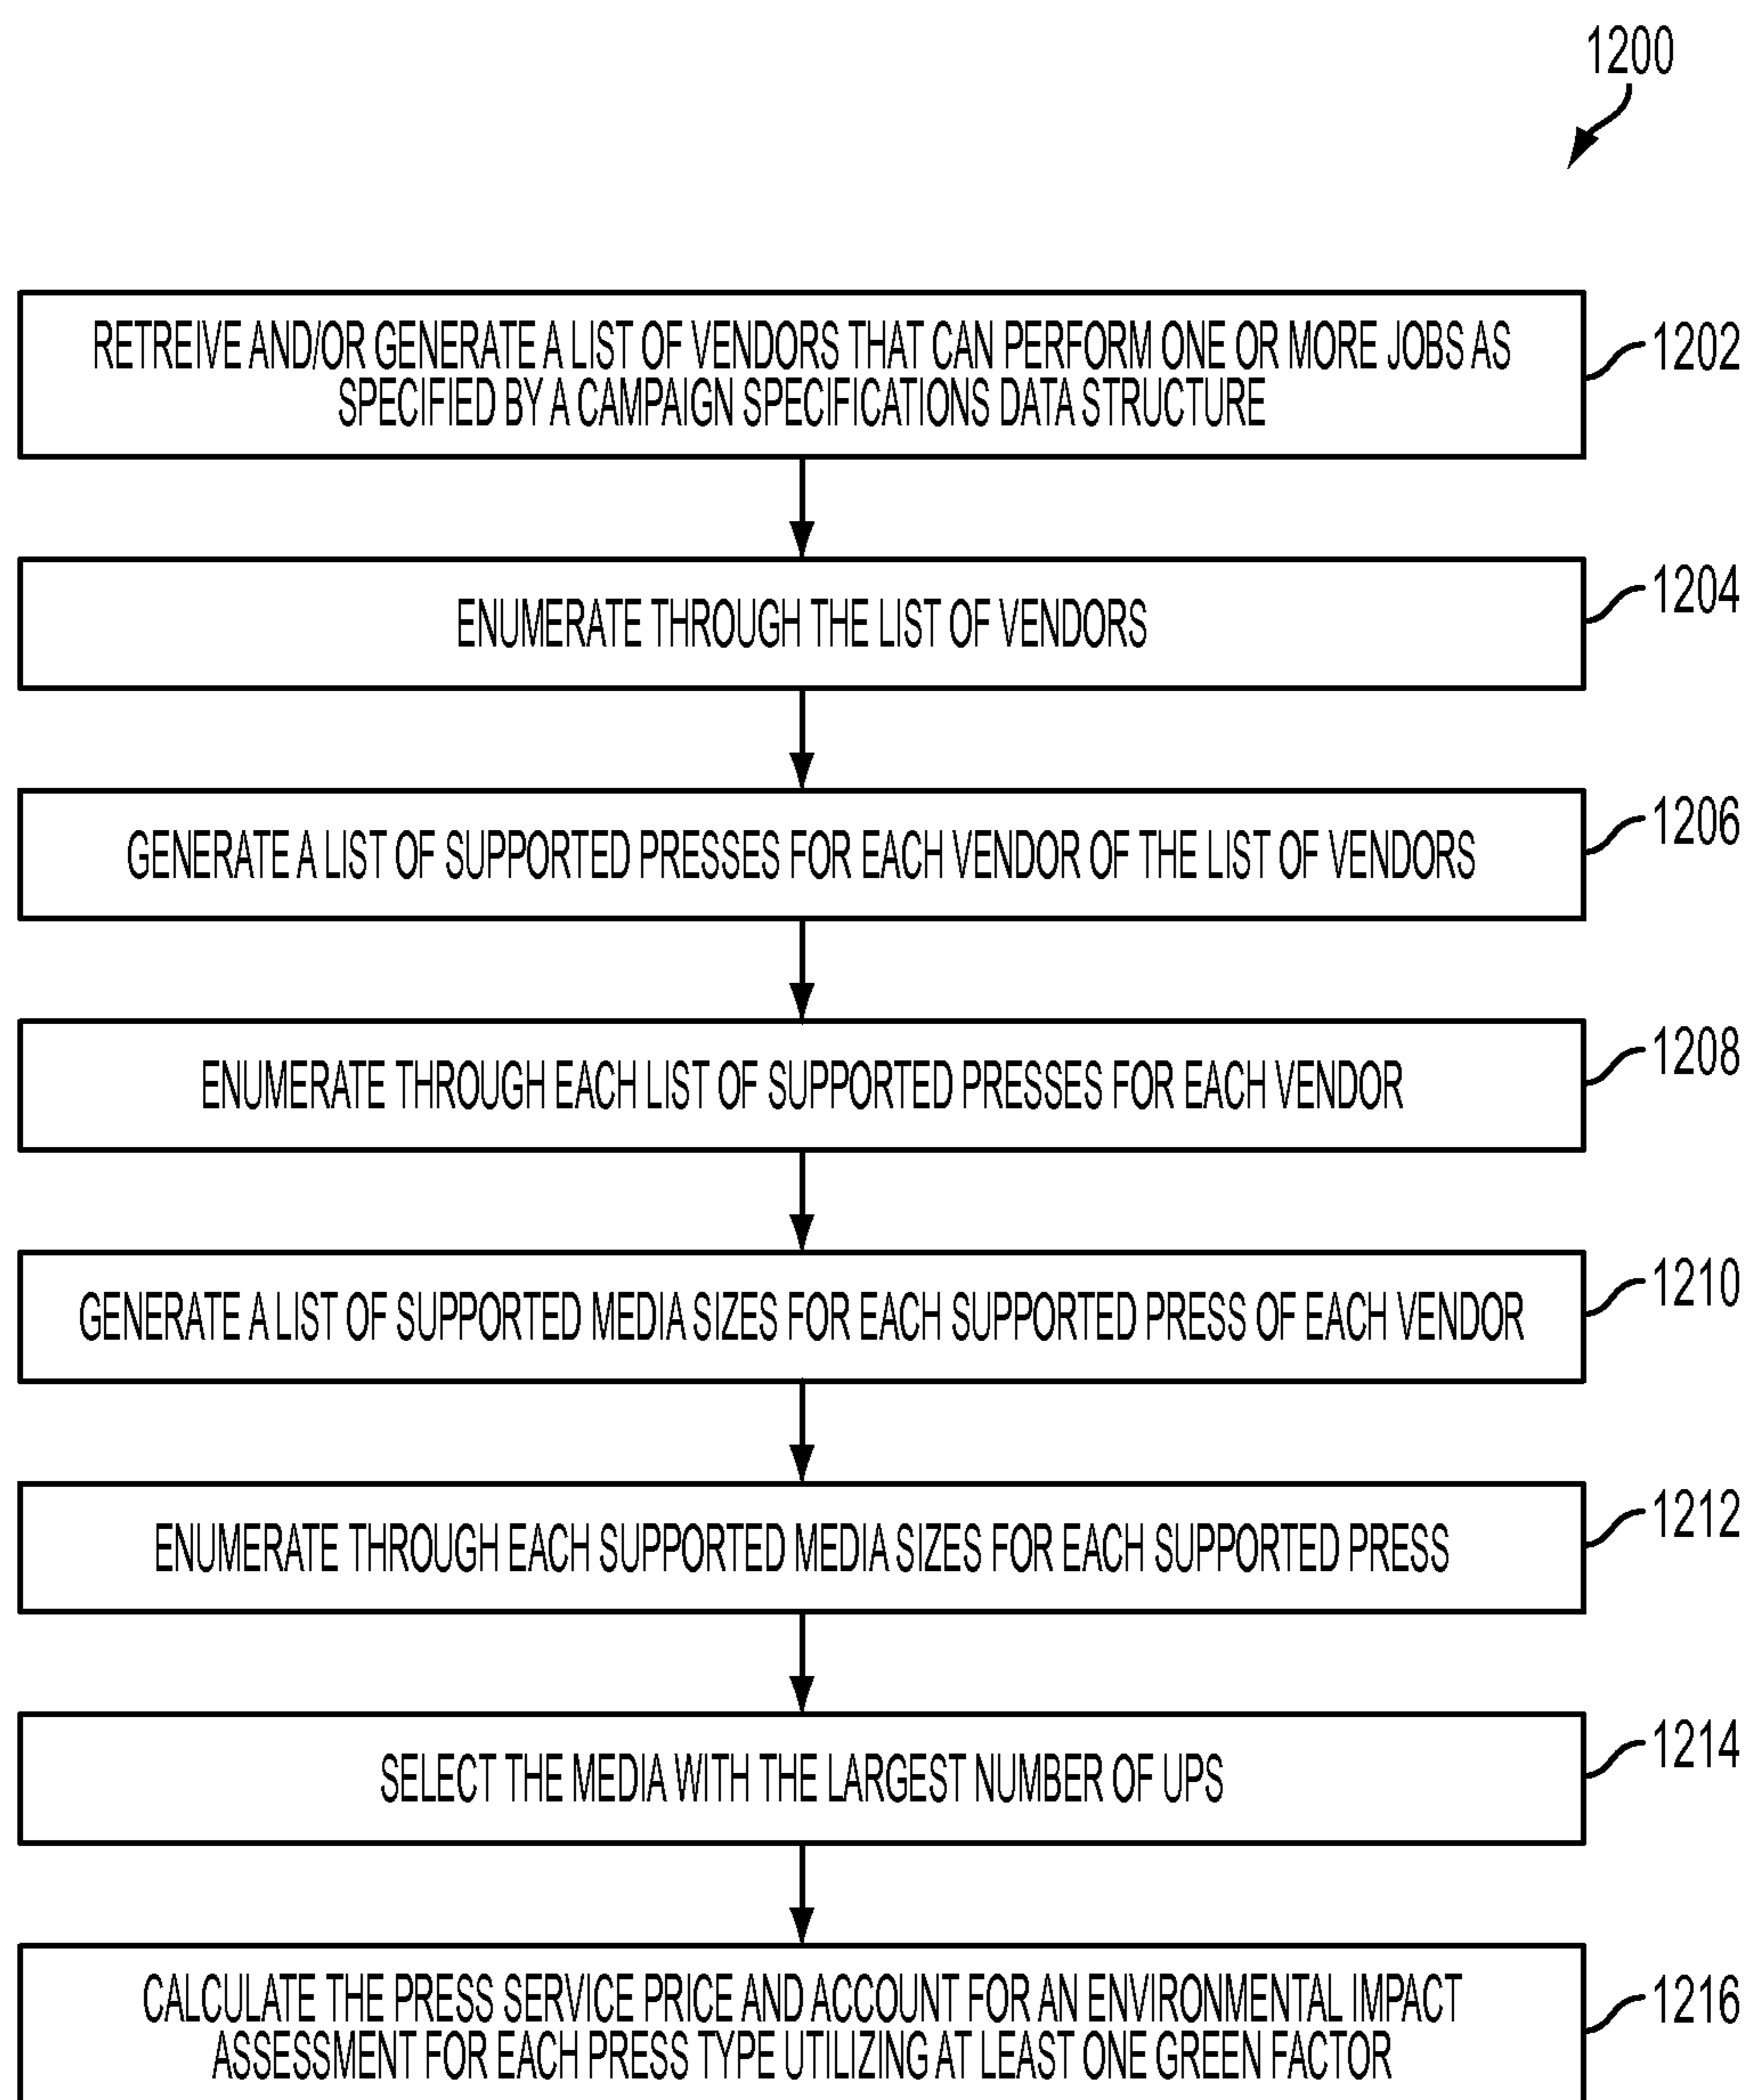 1200
RETREIVE AND/OR GENERATE A LIST OF VENDORS THAT CAN PERFORM ONE OR MORE JOBS AS
SPECIFIED BY A CAMPAIGN SPECIFICATIONS DATA STRUCTURE
1202
ENUMERATE THROUGH THE LIST OF VENDORS
1204
GENERATE A LIST OF SUPPORTED PRESSES FOR EACH VENDOR OF THE LIST OF VENDORS
1206
ENUMERATE THROUGH EACH LIST OF SUPPORTED PRESSES FOR EACH VENDOR
1208
GENERATE A LIST OF SUPPORTED MEDIA SIZES FOR EACH SUPPORTED PRESS OF EACH VENDOR
1210
ENUMERATE THROUGH EACH SUPPORTED MEDIA SIZES FOR EACH SUPPORTED PRESS
1212
SELECT THE MEDIA WITH THE LARGEST NUMBER OF UPS
1214
CALCULATE THE PRESS SERVICE PRICE AND ACCOUNT FOR AN ENVIRONMENTAL IMPACT
ASSESSMENT FOR EACH PRESS TYPE UTILIZING AT LEAST ONE GREEN FACTOR
1216